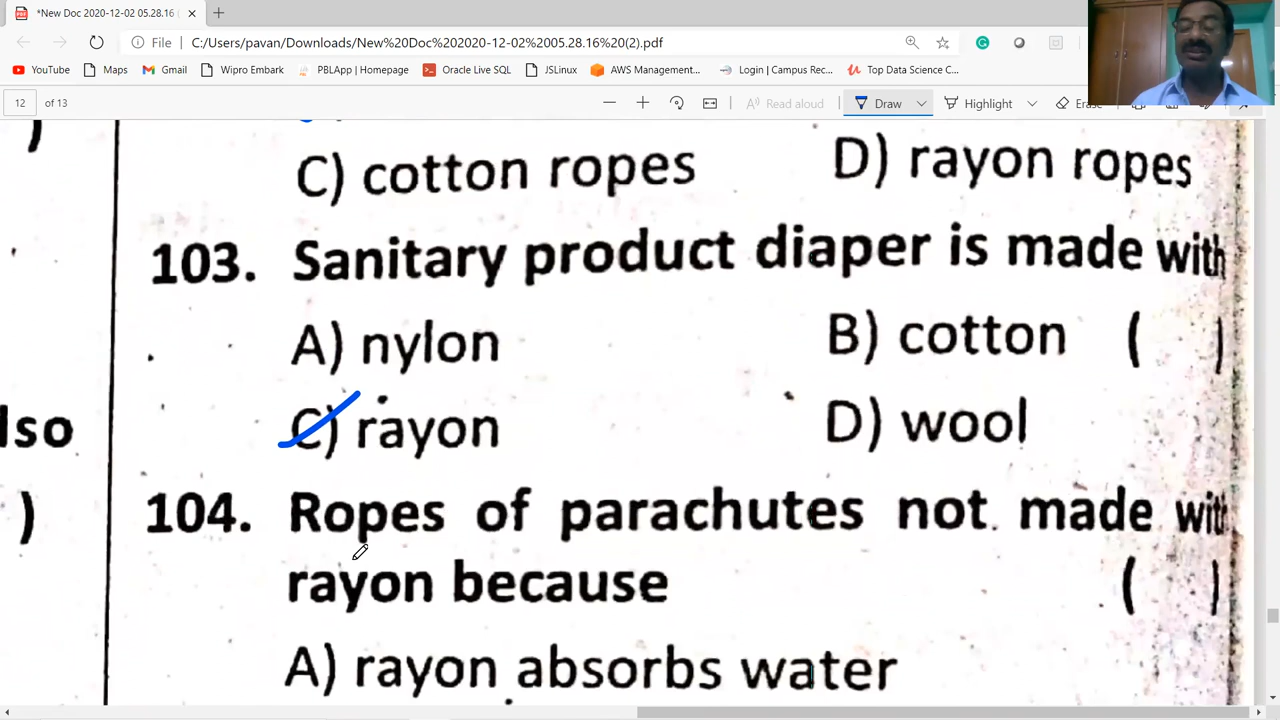 *New Doc 2020-12-02 05.28.16 (
File
C:/Users/pavan/Downloads/New%20Doc%202020-12-02%2005.28.16%20(2).pdf
YouTube Maps Gmail Wipro Embark PBLApp | Homepage Oracle Live SQL JSLinux AWS Management... Login | Campus Rec... Top Data Science C...
12 of 13 Read aloud Draw Highlight Erase
)
C) cotton ropes D) rayon ropes
103. Sanitary product diaper is made with
A) nylon B) cotton ( )
lso
C) rayon D) wool
)
104. Ropes of parachutes not made with
rayon because ( )
A) rayon absorbs water